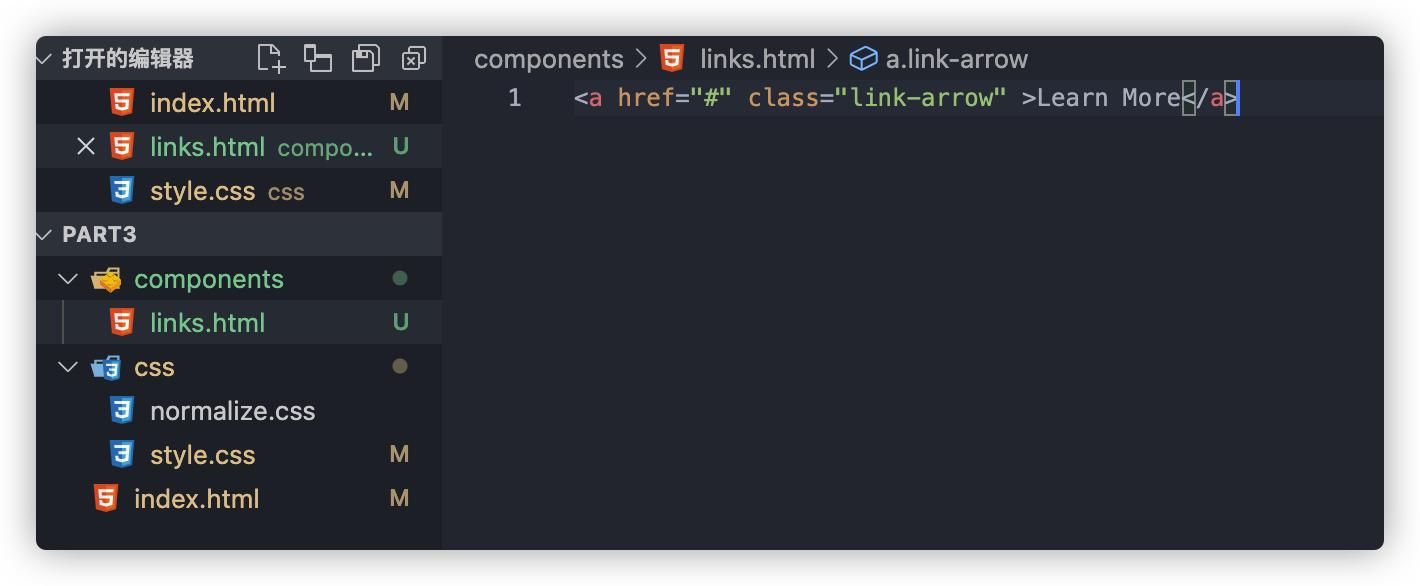 打开的编辑器
index.html M
links.html compo... U
style.css css M
PART3
components
links.html U
css
normalize.css
style.css M
index.html M
components > links.html > a.link-arrow
1 <a href="#" class="link-arrow" >Learn More</a>